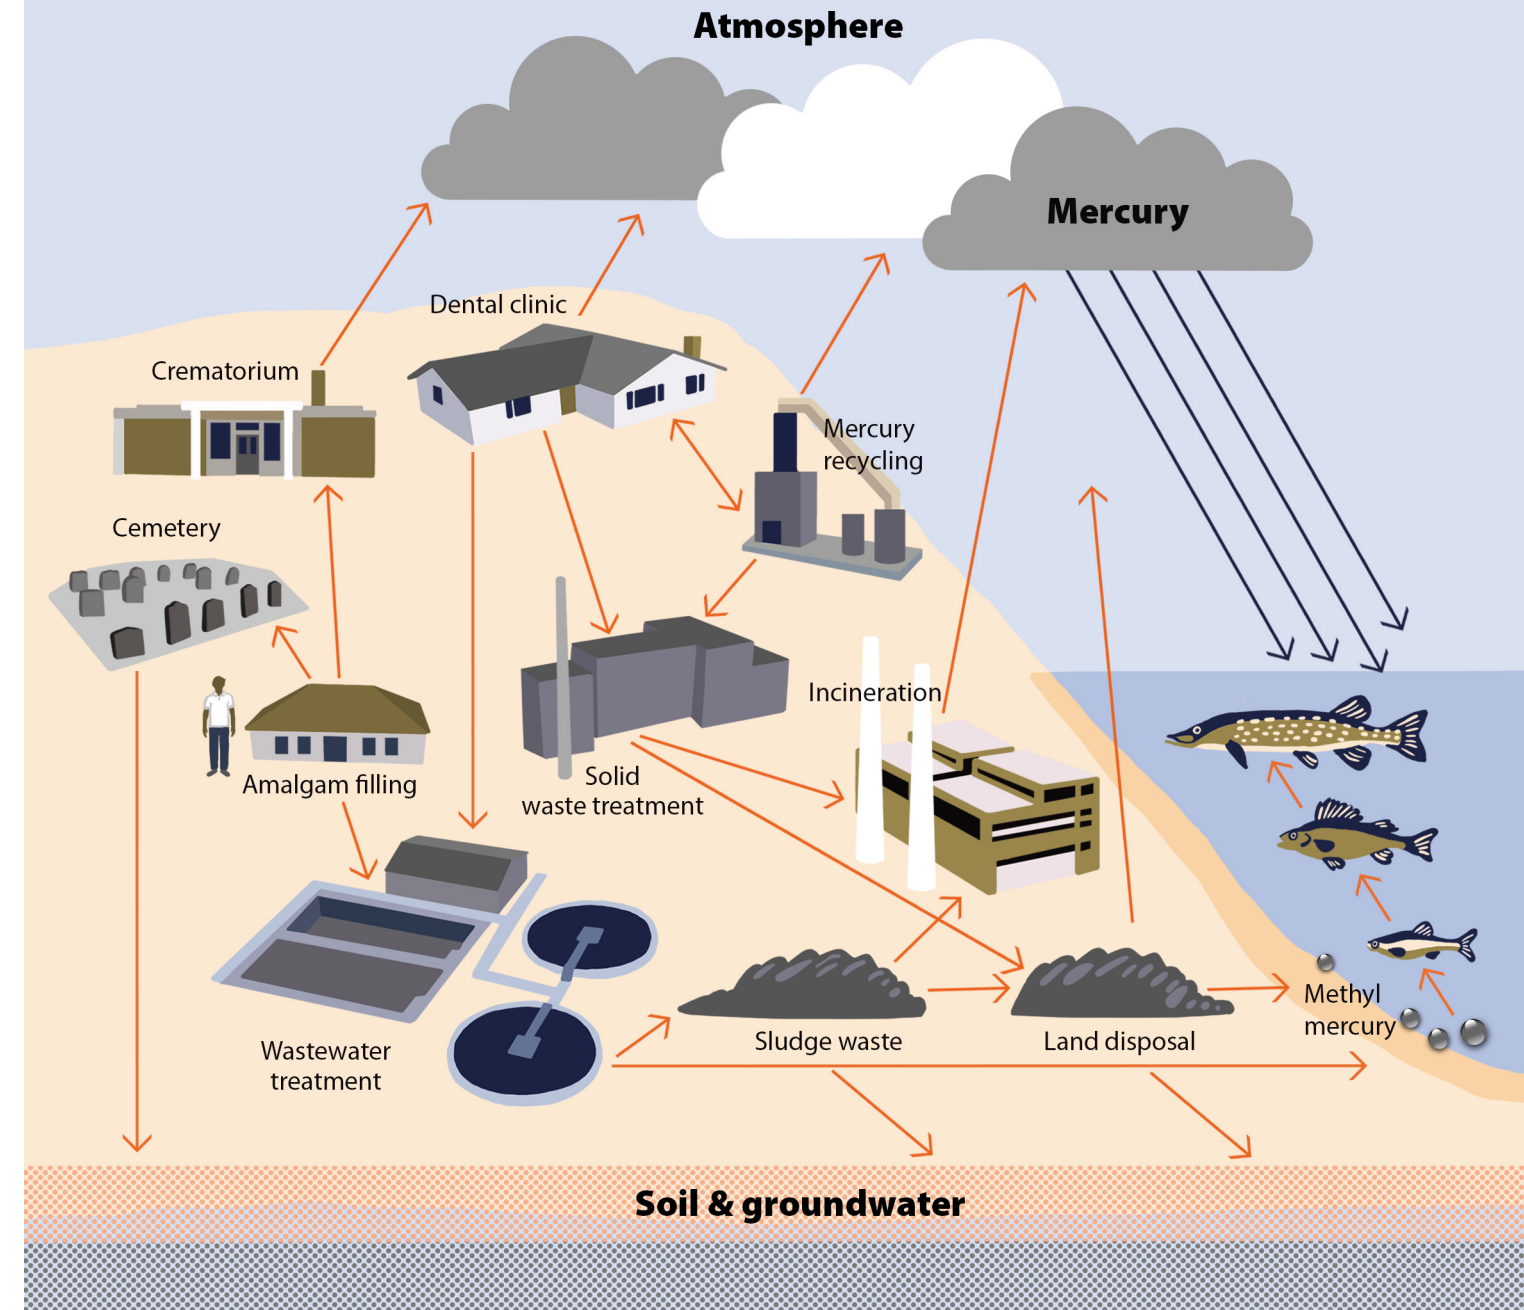 Atmosphere
Mercury
Dental clinic
Crematorium
Mercury
recycling
Cemetery
Incineration
Solid
waste treatment
Amalgam filling
Methyl
mercury
Wastewater
treatment
Sludge waste
Land disposal
Soil & groundwater